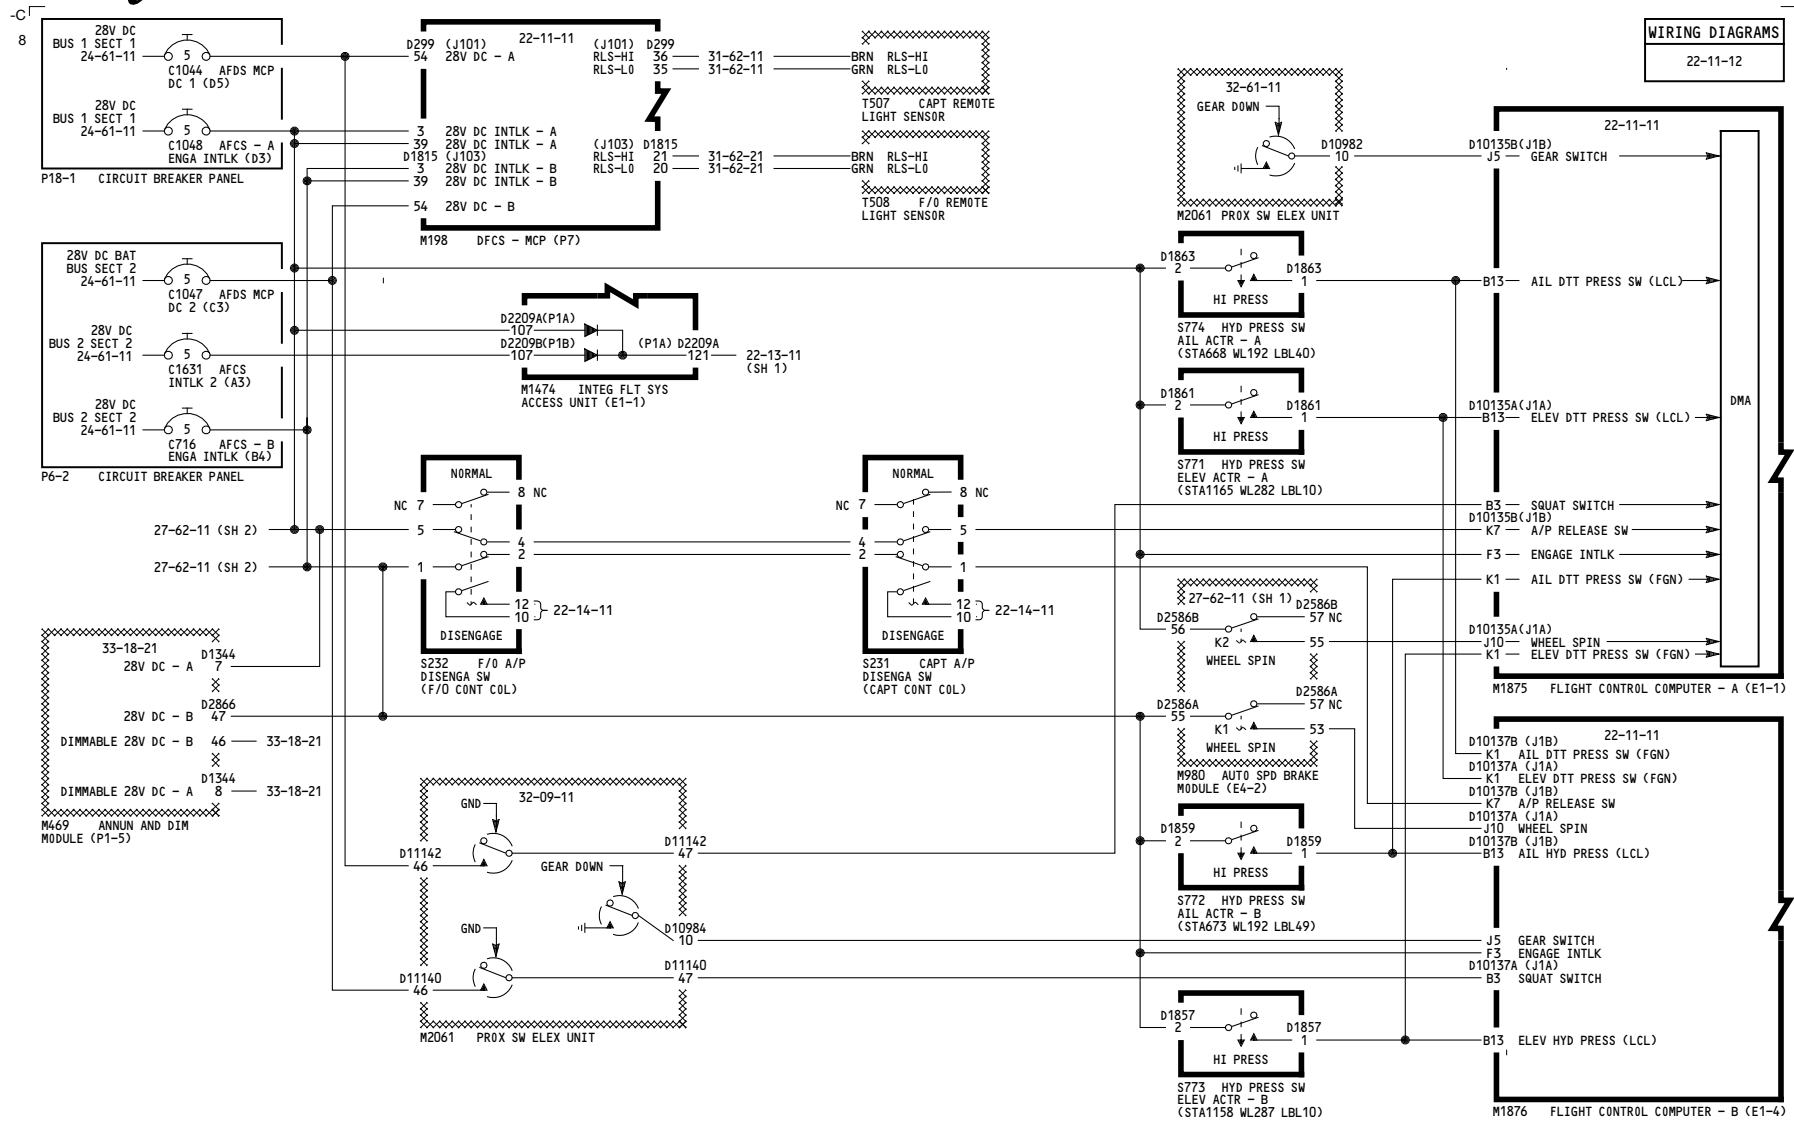 -C
8
WIRING DIAGRAMS
22-11-12
28V DC
BUS 1 SECT 1
24-61-11
5
C1044 AFDS MCP
DC 1 (D5)
28V DC
BUS 1 SECT 1
24-61-11
5
C1048 AFCS - A
ENGA INTLK (D3)
P18-1 CIRCUIT BREAKER PANEL
28V DC BAT
BUS SECT 2
24-61-11
5
C1047 AFDS MCP
DC 2 (C3)
28V DC
BUS 2 SECT 2
24-61-11
5
C1631 AFCS
INTLK 2 (A3)
28V DC
BUS 2 SECT 2
24-61-11
5
C716 AFCS - B
ENGA INTLK (B4)
P6-2 CIRCUIT BREAKER PANEL
27-62-11 (SH 2)
27-62-11 (SH 2)
33-18-21
D1344
28V DC - A 7
D2866
28V DC - B 47
DIMMABLE 28V DC - B 46 33-18-21
D1344
DIMMABLE 28V DC - A 8 33-18-21
M469 ANNUN AND DIM
MODULE (P1-5)
22-11-11
D299 (J101)
54 28V DC - A
3 28V DC INTLK - A
39 28V DC INTLK - A
D1815 (J103)
3 28V DC INTLK - B
39 28V DC INTLK - B
54 28V DC - B
(J101) D299
RLS-HI 36 31-62-11
RLS-LO 35 31-62-11
(J103) D1815
RLS-HI 21 31-62-21
RLS-LO 20 31-62-21
M198 DFCS - MCP (P7)
BRN RLS-HI
GRN RLS-LO
T507 CAPT REMOTE
LIGHT SENSOR
BRN RLS-HI
GRN RLS-LO
T508 F/O REMOTE
LIGHT SENSOR
D2209A(P1A)
107
D2209B(P1B)
107
(P1A) D2209A
121 22-13-11
(SH 1)
M1474 INTEG FLT SYS
ACCESS UNIT (E1-1)
NORMAL
NC 7 8 NC
5 4
2
1
12
10
22-14-11
DISENGAGE
S232 F/O A/P
DISENGA SW
(F/O CONT COL)
NORMAL
NC 7 8 NC
5
4
2
1
12
10
22-14-11
DISENGAGE
S231 CAPT A/P
DISENGA SW
(CAPT CONT COL)
32-09-11
GND
D11142
46
D11142
47
GEAR DOWN
D10984
10
GND
D11140
46
D11140
47
M2061 PROX SW ELEX UNIT
32-61-11
GEAR DOWN
D10982
10
M2061 PROX SW ELEX UNIT
D1863
2
D1863
1
HI PRESS
S774 HYD PRESS SW
AIL ACTR - A
(STA668 WL192 LBL40)
D1861
2
D1861
1
HI PRESS
S771 HYD PRESS SW
ELEV ACTR - A
(STA1165 WL282 LBL10)
27-62-11 (SH 1)
D2586B
57 NC
D2586B
56
K2 55
WHEEL SPIN
D2586A
57 NC
D2586A
55
K1 53
WHEEL SPIN
M980 AUTO SPD BRAKE
MODULE (E4-2)
D1859
2
D1859
1
HI PRESS
S772 HYD PRESS SW
AIL ACTR - B
(STA673 WL192 LBL49)
D1857
2
D1857
1
HI PRESS
S773 HYD PRESS SW
ELEV ACTR - B
(STA1158 WL287 LBL10)
22-11-11
D10135B(J1B)
J5 GEAR SWITCH
B13 AIL DTT PRESS SW (LCL)
D10135A(J1A)
B13 ELEV DTT PRESS SW (LCL)
DMA
B3 SQUAT SWITCH
D10135B(J1B)
K7 A/P RELEASE SW
F3 ENGAGE INTLK
K1 AIL DTT PRESS SW (FGN)
D10135A(J1A)
J10 WHEEL SPIN
K1 ELEV DTT PRESS SW (FGN)
M1875 FLIGHT CONTROL COMPUTER - A (E1-1)
22-11-11
D10137B (J1B)
K1 AIL DTT PRESS SW (FGN)
D10137A (J1A)
K1 ELEV DTT PRESS SW (FGN)
D10137B (J1B)
K7 A/P RELEASE SW
D10137A (J1A)
J10 WHEEL SPIN
D10137B (J1B)
B13 AIL HYD PRESS (LCL)
J5 GEAR SWITCH
F3 ENGAGE INTLK
D10137A (J1A)
B3 SQUAT SWITCH
B13 ELEV HYD PRESS (LCL)
M1876 FLIGHT CONTROL COMPUTER - B (E1-4)